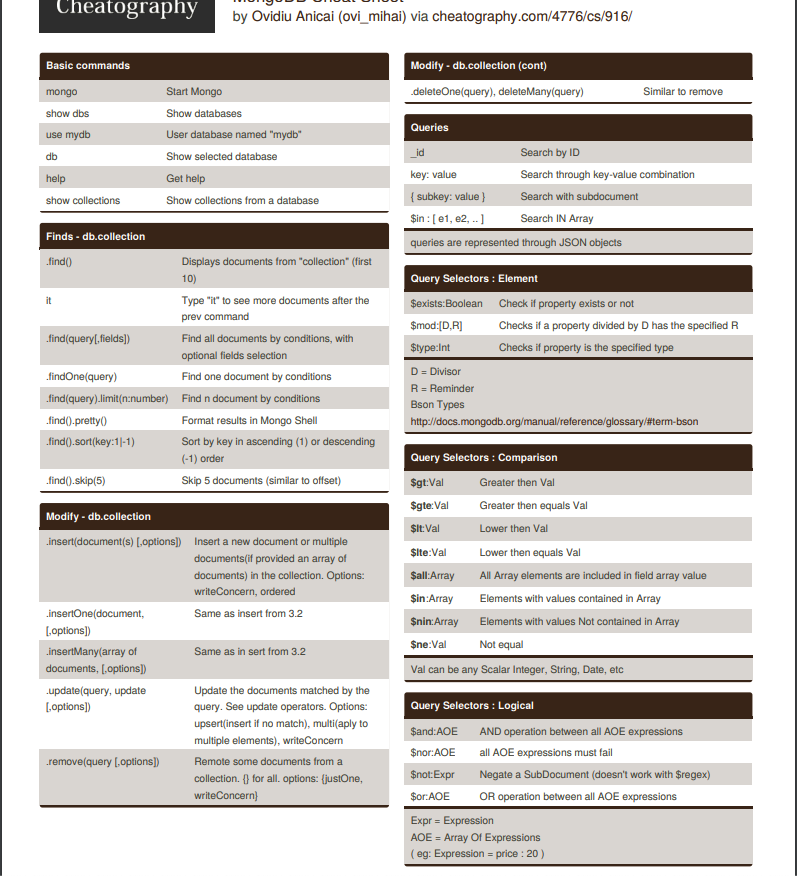 Cheatography
MongoDB Cheat Sheet
by Ovidiu Anicai (ovi_mihai) via cheatography.com/4776/cs/916/
Basic commands
mongo Start Mongo
show dbs Show databases
use mydb User database named "mydb"
db Show selected database
help Get help
show collections Show collections from a database
Finds - db.collection
.find() Displays documents from "collection" (first
10)
it Type "it" to see more documents after the
prev command
.find(query[,fields]) Find all documents by conditions, with
optional fields selection
.findOne(query) Find one document by conditions
.find(query).limit(n:number) Find n document by conditions
.find().pretty() Format results in Mongo Shell
.find().sort(key:1|-1) Sort by key in ascending (1) or descending
(-1) order
.find().skip(5) Skip 5 documents (similar to offset)
Modify - db.collection
.insert(document(s) [,options]) Insert a new document or multiple
documents(if provided an array of
documents) in the collection. Options:
writeConcern, ordered
.insertOne(document, Same as insert from 3.2
[,options])
.insertMany(array of Same as in sert from 3.2
documents, [,options])
.update(query, update Update the documents matched by the
[,options]) query. See update operators. Options:
upsert(insert if no match), multi(aply to
multiple elements), writeConcern
.remove(query [,options]) Remote some documents from a
collection. {} for all. options: {justOne,
writeConcern}
Modify - db.collection (cont)
.deleteOne(query), deleteMany(query) Similar to remove
Queries
_id Search by ID
key: value Search through key-value combination
{ subkey: value } Search with subdocument
$in : [ e1, e2, .. ] Search IN Array
queries are represented through JSON objects
Query Selectors : Element
$exists:Boolean Check if property exists or not
$mod:[D,R] Checks if a property divided by D has the specified R
$type:Int Checks if property is the specified type
D = Divisor
R = Reminder
Bson Types
http://docs.mongodb.org/manual/reference/glossary/#term-bson
Query Selectors : Comparison
$gt:Val Greater then Val
$gte:Val Greater then equals Val
$lt:Val Lower then Val
$lte:Val Lower then equals Val
$all:Array All Array elements are included in field array value
$in:Array Elements with values contained in Array
$nin:Array Elements with values Not contained in Array
$ne:Val Not equal
Val can be any Scalar Integer, String, Date, etc
Query Selectors : Logical
$and:AOE AND operation between all AOE expressions
$nor:AOE all AOE expressions must fail
$not:Expr Negate a SubDocument (doesn't work with $regex)
$or:AOE OR operation between all AOE expressions
Expr = Expression
AOE = Array Of Expressions
( eg: Expression = price : 20 )